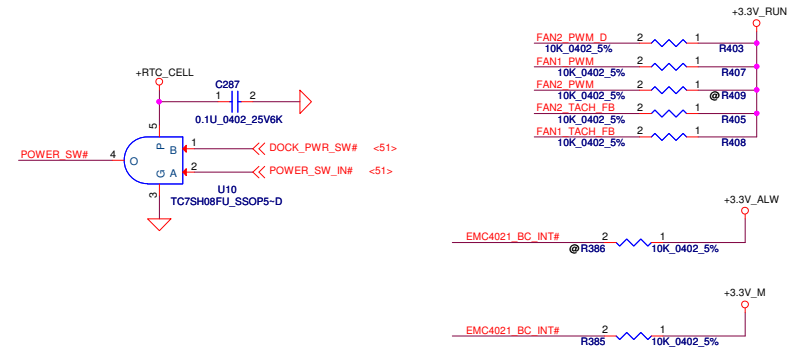 +3.3V_RUN
FAN2_PWM_D 2 1
10K_0402_5% R403
FAN1_PWM 2 1
10K_0402_5% R407
FAN2_PWM 2 1
10K_0402_5% @R409
FAN2_TACH_FB 2 1
10K_0402_5% R405
FAN1_TACH_FB 2 1
10K_0402_5% R408
+RTC_CELL
C287
1 2
0.1U_0402_25V6K
5
P
B 1 DOCK_PWR_SW# <51>
POWER_SW# 4 O
G A 2 POWER_SW_IN# <51>
3
U10
TC7SH08FU_SSOP5~D
+3.3V_ALW
EMC4021_BC_INT# 2 1
@R386 10K_0402_5%
+3.3V_M
EMC4021_BC_INT# 2 1
R385 10K_0402_5%